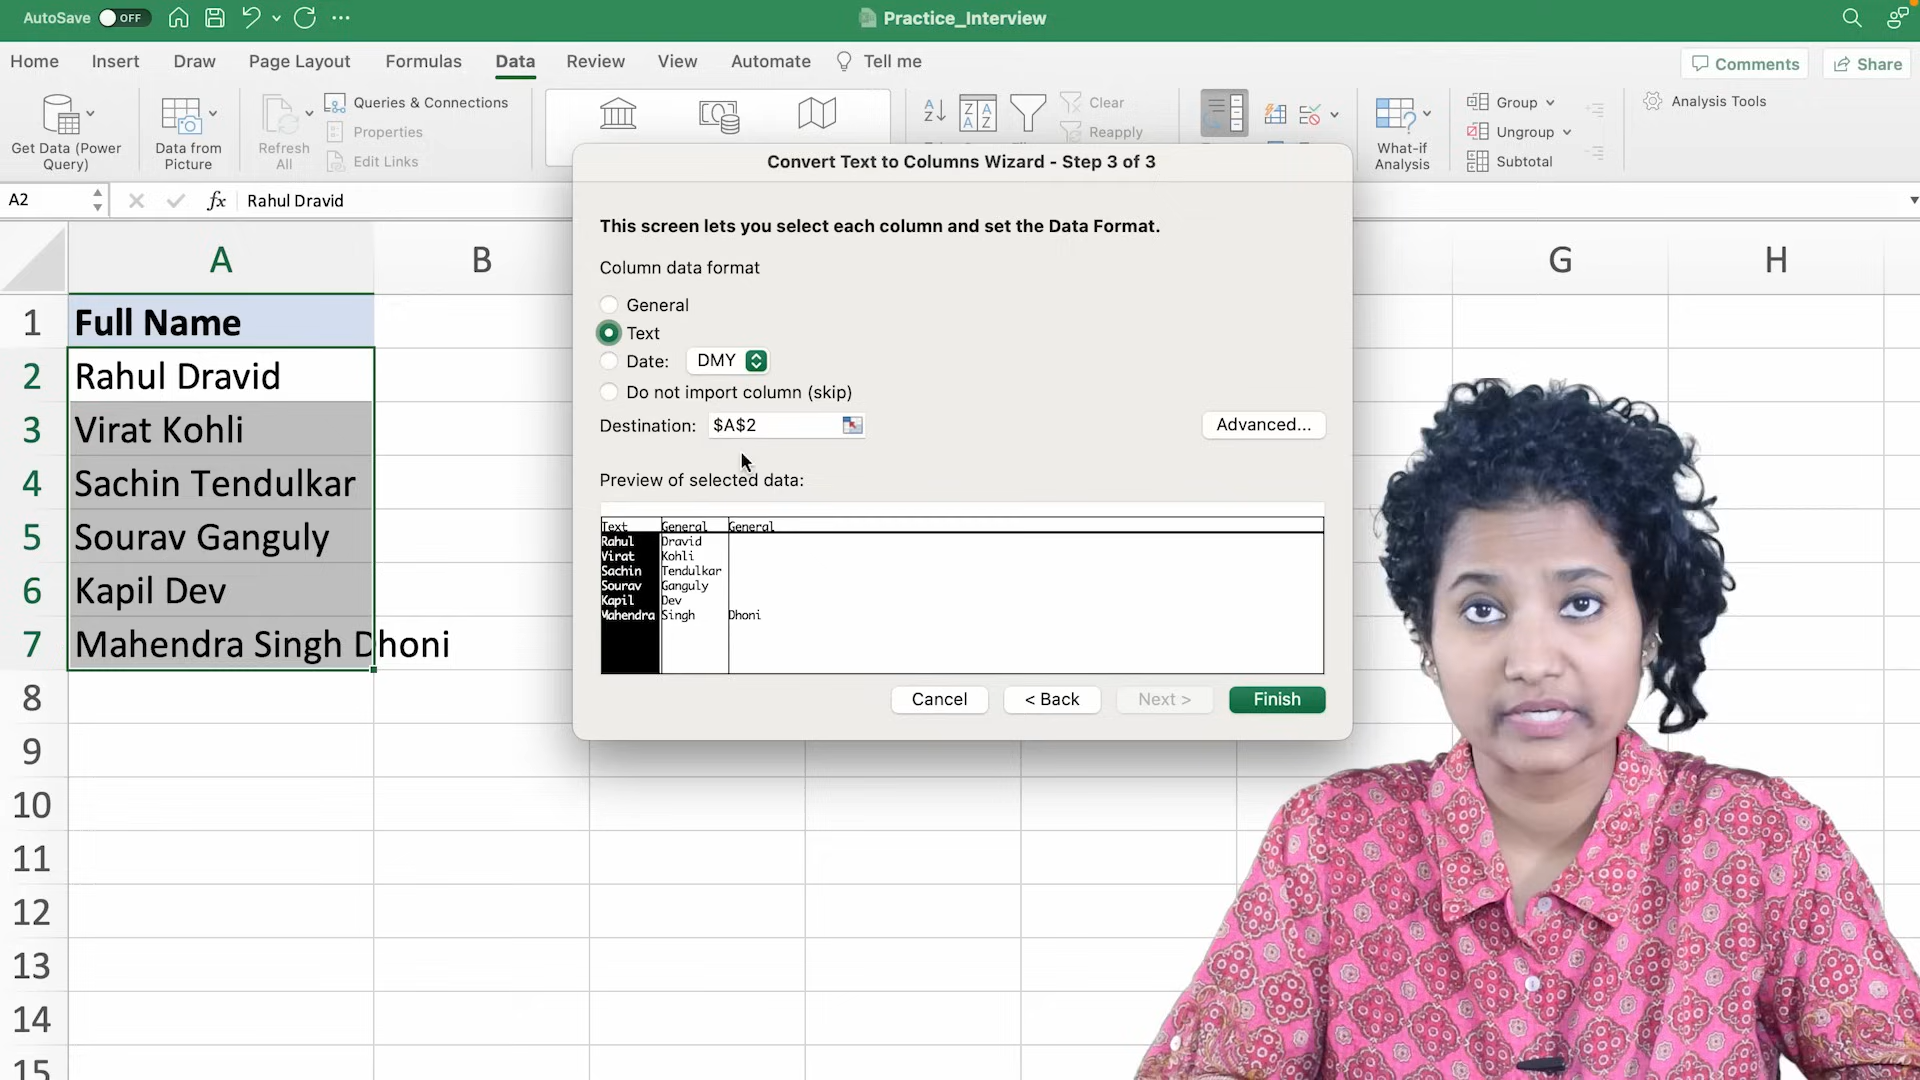 AutoSave OFF
Practice_Interview
Home Insert Draw Page Layout Formulas Data Review View Automate Tell me
Comments Share
Get Data (Power Query)
Data from Picture
Refresh All
Queries & Connections
Properties
Edit Links
Clear
Reapply
What-if Analysis
Group
Ungroup
Subtotal
Analysis Tools
A2 fx Rahul Dravid
A B G H
1 Full Name
2 Rahul Dravid
3 Virat Kohli
4 Sachin Tendulkar
5 Sourav Ganguly
6 Kapil Dev
7 Mahendra Singh Dhoni
8
9
10
11
12
13
14
15
Convert Text to Columns Wizard - Step 3 of 3
This screen lets you select each column and set the Data Format.
Column data format
General
Text
Date: DMY
Do not import column (skip)
Destination: $A$2
Advanced...
Preview of selected data:
Text General General
Rahul Dravid
Virat Kohli
Sachin Tendulkar
Sourav Ganguly
Kapil Dev
Mahendra Singh Dhoni
Cancel < Back Next > Finish